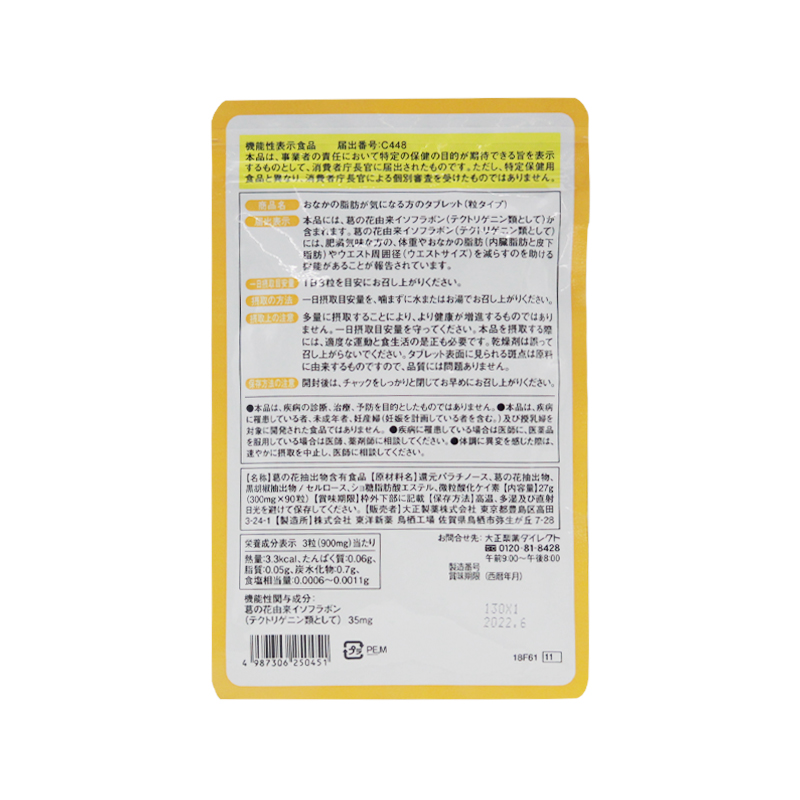 機能性表示食品　届出番号:C448
本品は、事業者の責任において特定の保健の目的が期待できる旨を表示
するものとして、消費者庁長官に届出されたものです。ただし、特定保健用
食品と異なり、消費者庁長官による個別審査を受けたものではありません。
商品名 おなかの脂肪が気になる方のタブレット(粒タイプ)
届出表示 本品には、葛の花由来イソフラボン(テクトリゲニン類として)が
含まれます。葛の花由来イソフラボン(テクトリゲニン類として)
には、肥満気味な方の、体重やおなかの脂肪(内臓脂肪と皮下
脂肪)やウエスト周囲径(ウエストサイズ)を減らすのを助ける
機能があることが報告されています。
一日摂取目安量 1日3粒を目安にお召し上がりください。
摂取の方法 一日摂取目安量を、噛まずに水またはお湯でお召し上がりください。
摂取上の注意 多量に摂取することにより、より健康が増進するものではあり
ません。一日摂取目安量を守ってください。本品を摂取する際
には、適度な運動と食生活の是正も必要です。乾燥剤は誤って
召し上がらないでください。タブレット表面に見られる斑点は原料
に由来するものですので、品質には問題ありません。
保存方法の注意 開封後は、チャックをしっかりと閉じてお早めにお召し上がりください。
●本品は、疾病の診断、治療、予防を目的としたものではありません。●本品は、疾病
に罹患している者、未成年者、妊産婦(妊娠を計画している者を含む。)及び授乳婦を
対象に開発された食品ではありません。●疾病に罹患している場合は医師に、医薬品
を服用している場合は医師、薬剤師に相談してください。●体調に異変を感じた際は、
速やかに摂取を中止し、医師に相談してください。
【名称】葛の花抽出物含有食品【原材料名】還元パラチノース、葛の花抽出物、
黒胡椒抽出物/セルロース、ショ糖脂肪酸エステル、微粒酸化ケイ素【内容量】27g
(300mg×90粒)【賞味期限】枠外下部に記載【保存方法】高温、多湿及び直射
日光を避けて保存してください。【販売者】大正製薬株式会社 東京都豊島区高田
3-24-1【製造所】株式会社 東洋新薬 鳥栖工場 佐賀県鳥栖市弥生が丘7-28
栄養成分表示 3粒(900mg)当たり
熱量:3.3kcal、たんぱく質:0.06g、
脂質:0.05g、炭水化物:0.7g、
食塩相当量:0.0006~0.0011g
お問合せ先:大正製薬ダイレクト
0120-81-8428
午前9:00~午後8:00
製造番号
賞味期限 (西暦年月)
130X1
2022.6
機能性関与成分:
葛の花由来イソフラボン
(テクトリゲニン類として) 35mg
4 987306 250451
プラ PE,M
18F61 11